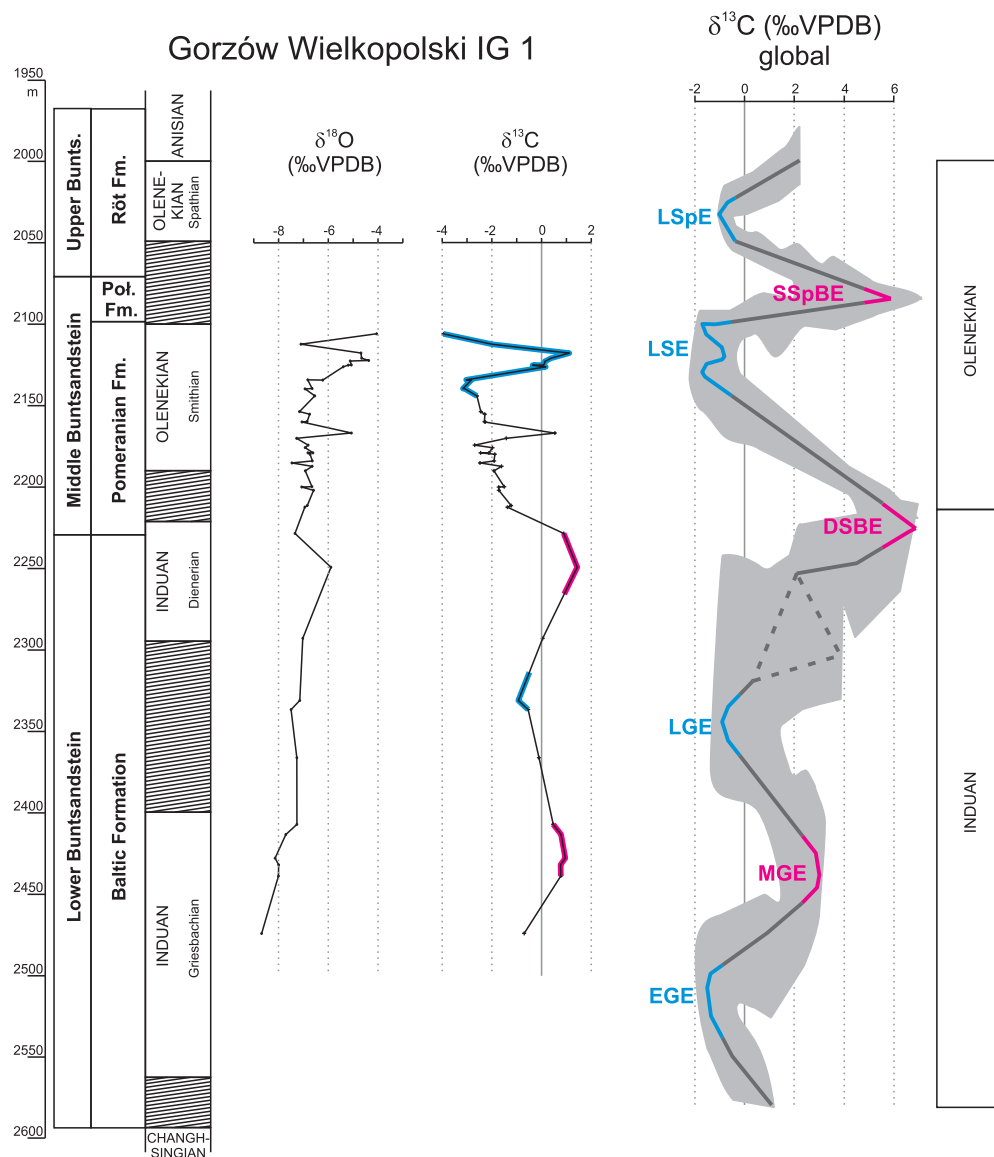 Gorzów Wielkopolski IG 1
δ13C (‰VPDB)
global
-2 0 2 4 6
1950
m
2000
2050
2100
2150
2200
2250
2300
2350
2400
2450
2500
2550
2600
Upper Bunts.
Middle Buntsandstein
Lower Buntsandstein
Röt Fm.
Poł.
Fm.
Pomeranian Fm.
Baltic Formation
ANISIAN
OLENE-
KIAN
Spathian
OLENEKIAN
Smithian
INDUAN
Dienerian
INDUAN
Griesbachian
CHANGH-
SINGIAN
δ18O
(‰VPDB)
-8 -6 -4
δ13C
(‰VPDB)
-4 -2 0 2
LSpE
SSpBE
LSE
DSBE
LGE
MGE
EGE
OLENEKIAN
INDUAN